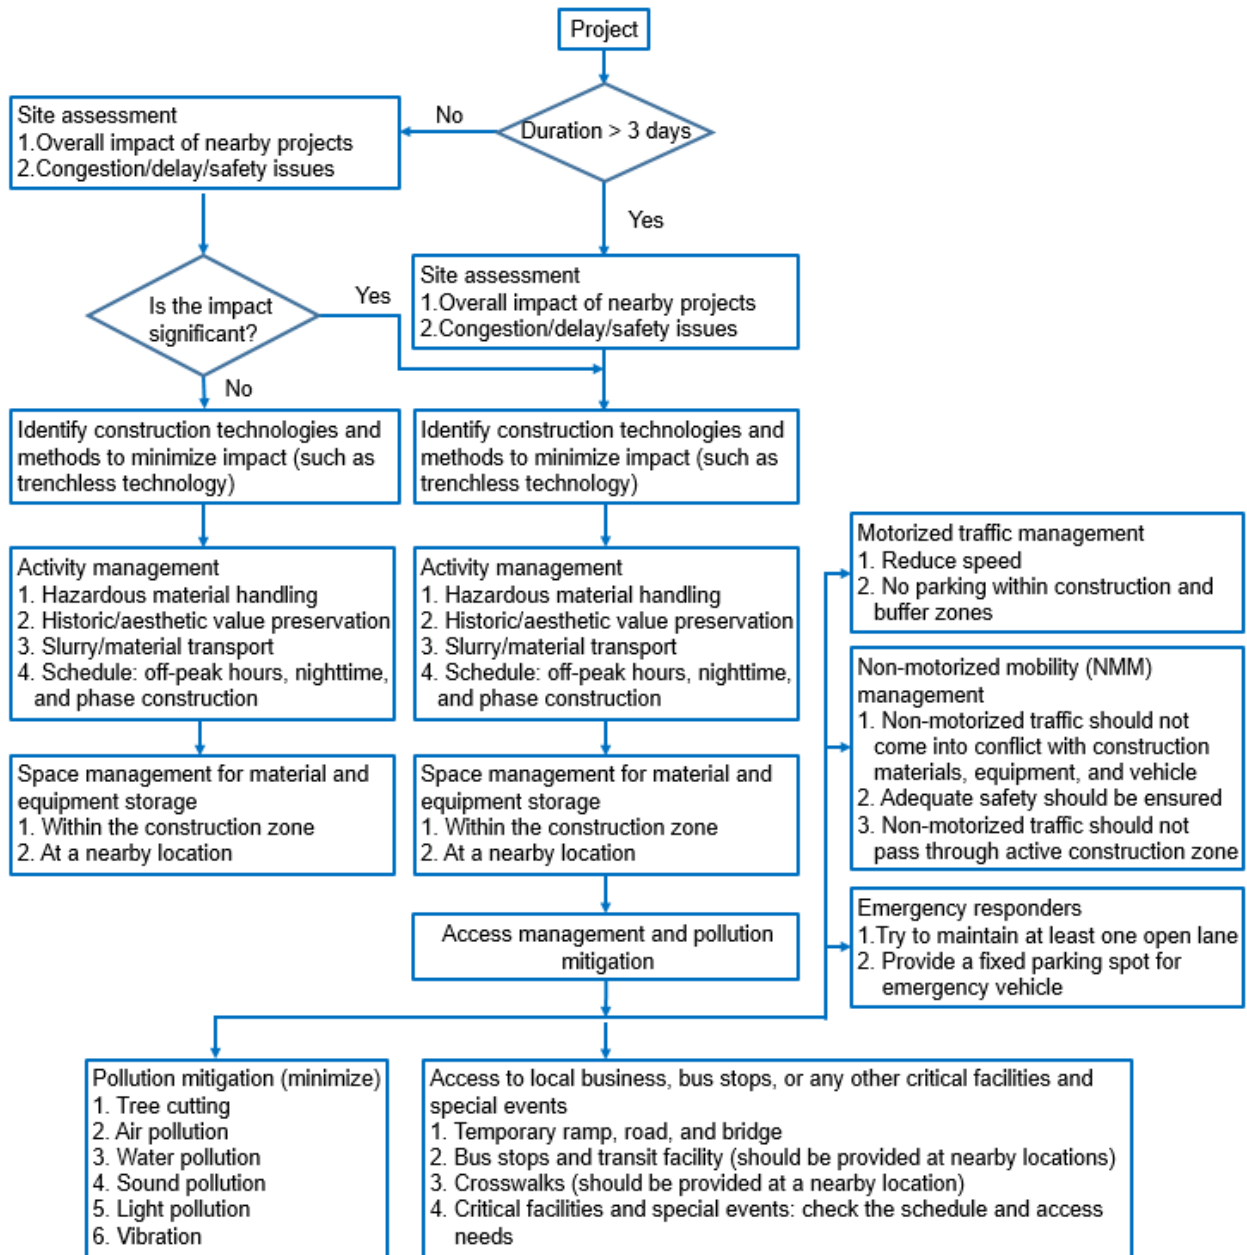 Project
Duration > 3 days
No
Yes
Site assessment
1.Overall impact of nearby projects
2.Congestion/delay/safety issues
Is the impact
significant?
Yes
No
Site assessment
1.Overall impact of nearby projects
2.Congestion/delay/safety issues
Identify construction technologies and
methods to minimize impact (such as
trenchless technology)
Identify construction technologies and
methods to minimize impact (such as
trenchless technology)
Activity management
1. Hazardous material handling
2. Historic/aesthetic value preservation
3. Slurry/material transport
4. Schedule: off-peak hours, nighttime,
and phase construction
Activity management
1. Hazardous material handling
2. Historic/aesthetic value preservation
3. Slurry/material transport
4. Schedule: off-peak hours, nighttime,
and phase construction
Space management for material and
equipment storage
1. Within the construction zone
2. At a nearby location
Space management for material and
equipment storage
1. Within the construction zone
2. At a nearby location
Access management and pollution
mitigation
Motorized traffic management
1. Reduce speed
2. No parking within construction and
buffer zones
Non-motorized mobility (NMM)
management
1. Non-motorized traffic should not
come into conflict with construction
materials, equipment, and vehicle
2. Adequate safety should be ensured
3. Non-motorized traffic should not
pass through active construction zone
Emergency responders
1.Try to maintain at least one open lane
2. Provide a fixed parking spot for
emergency vehicle
Pollution mitigation (minimize)
1. Tree cutting
2. Air pollution
3. Water pollution
4. Sound pollution
5. Light pollution
6. Vibration
Access to local business, bus stops, or any other critical facilities and
special events
1. Temporary ramp, road, and bridge
2. Bus stops and transit facility (should be provided at nearby locations)
3. Crosswalks (should be provided at a nearby location)
4. Critical facilities and special events: check the schedule and access
needs